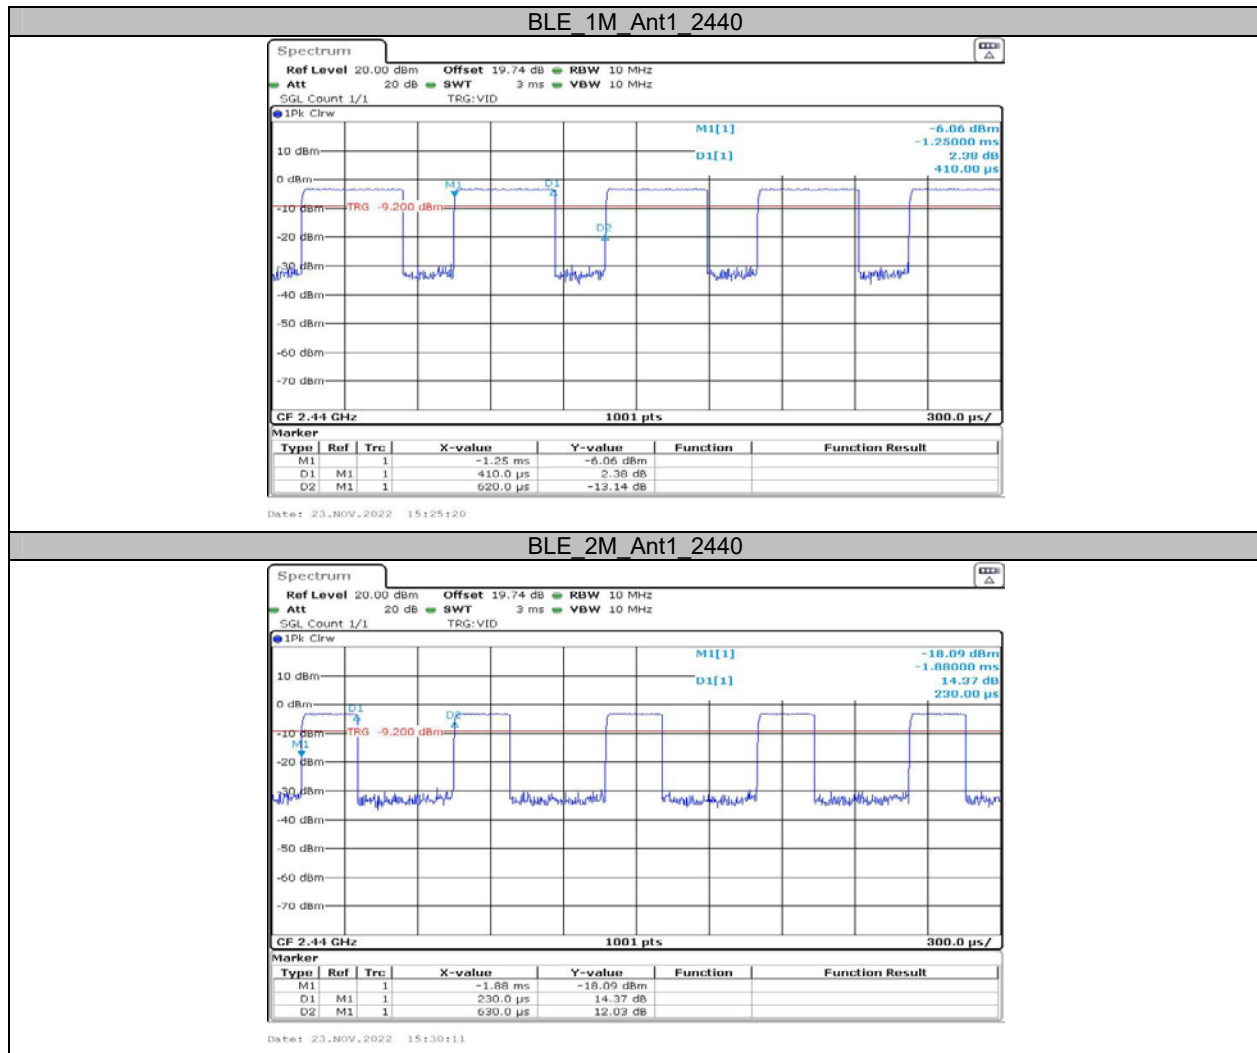 BLE_1M_Ant1_2440
Spectrum
Ref Level 20.00 dBm Offset 19.74 dB RBW 10 MHz
Att 20 dB SWT 3 ms VBW 10 MHz
SGL Count 1/1 TRG:VID
1Pk Clrw
M1[1] -6.06 dBm
-1.25000 ms
10 dBm
D1[1] 2.38 dB
410.00 µs
0 dBm
M1 D1
-10 dBm TRG -9.200 dBm
D2
-20 dBm
-30 dBm
-40 dBm
-50 dBm
-60 dBm
-70 dBm
CF 2.44 GHz 1001 pts 300.0 µs/
Marker
Type Ref Trc X-value Y-value Function Function Result
M1 1 -1.25 ms -6.06 dBm
D1 M1 1 410.0 µs 2.38 dB
D2 M1 1 620.0 µs -13.14 dB
Date: 23.NOV.2022 15:25:20
BLE_2M_Ant1_2440
Spectrum
Ref Level 20.00 dBm Offset 19.74 dB RBW 10 MHz
Att 20 dB SWT 3 ms VBW 10 MHz
SGL Count 1/1 TRG:VID
1Pk Clrw
M1[1] -18.09 dBm
-1.88000 ms
10 dBm
D1[1] 14.37 dB
230.00 µs
0 dBm
D1 D2
-10 dBm TRG -9.200 dBm
M1
-20 dBm
-30 dBm
-40 dBm
-50 dBm
-60 dBm
-70 dBm
CF 2.44 GHz 1001 pts 300.0 µs/
Marker
Type Ref Trc X-value Y-value Function Function Result
M1 1 -1.88 ms -18.09 dBm
D1 M1 1 230.0 µs 14.37 dB
D2 M1 1 630.0 µs 12.03 dB
Date: 23.NOV.2022 15:30:11